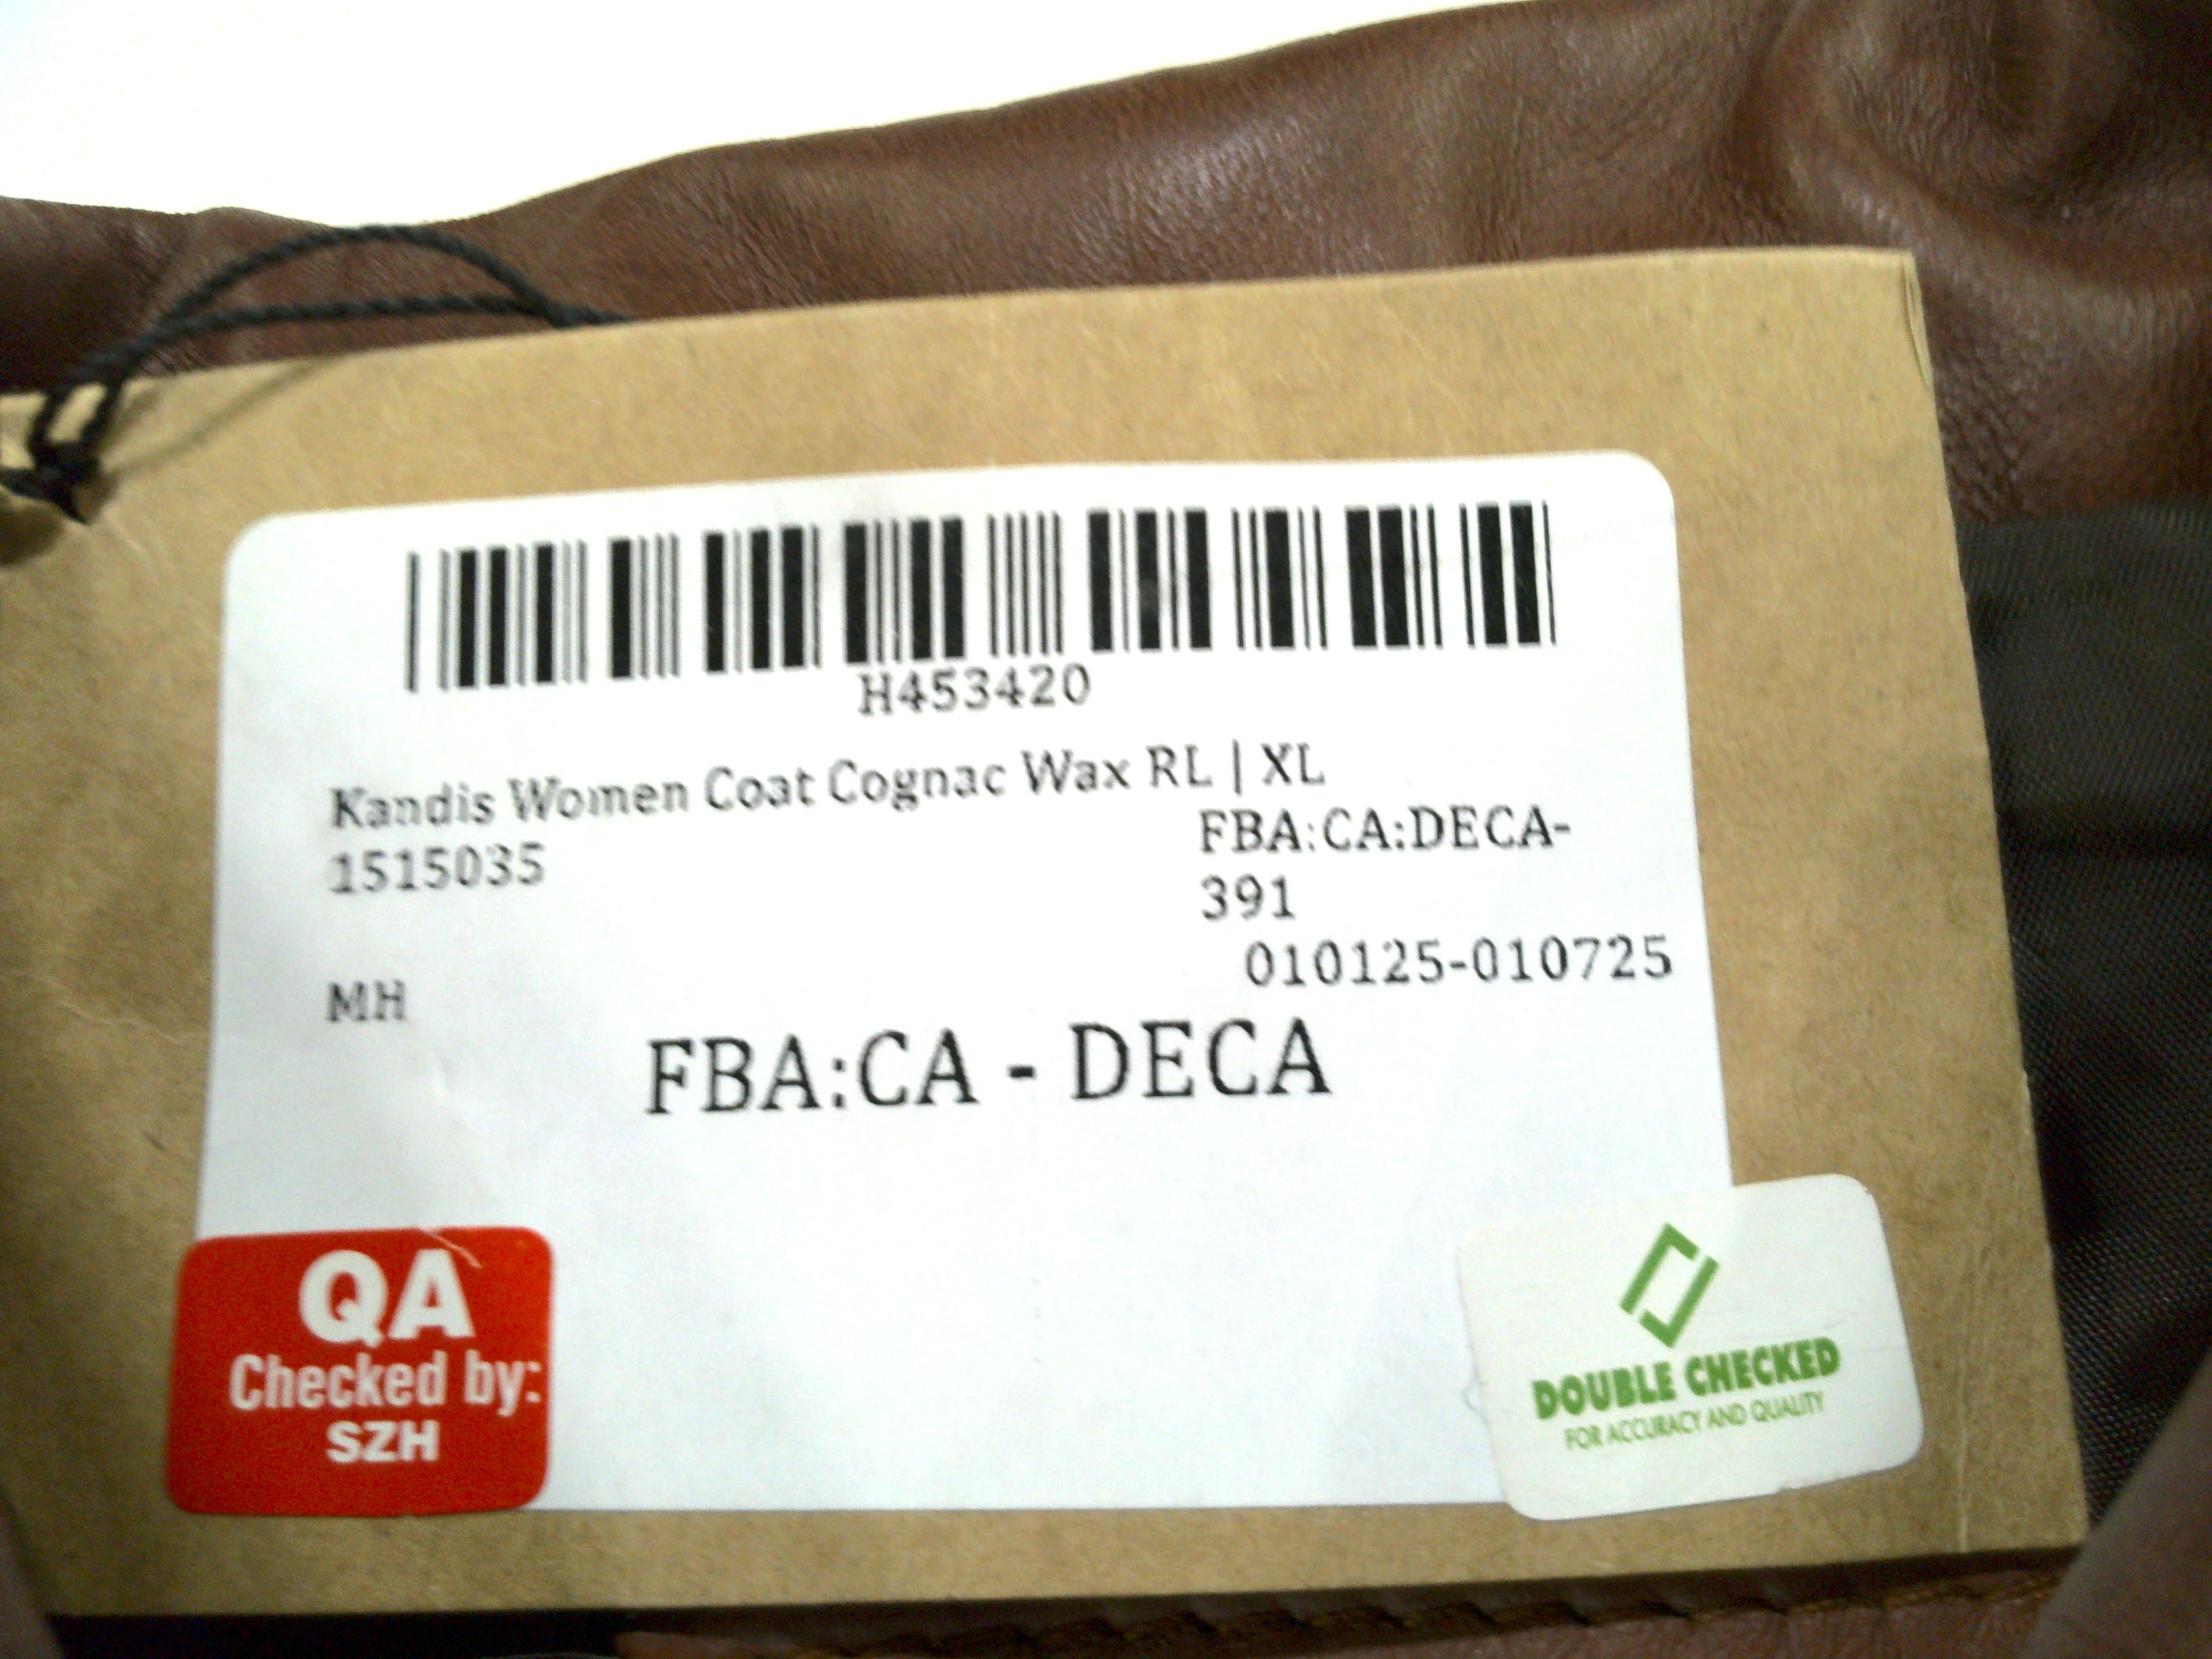 H453420
Kandis Women Coat Cognac Wax RL | XL
1515035
FBA:CA:DECA-
391
010125-010725
MH
FBA:CA - DECA
QA
Checked by:
SZH
DOUBLE CHECKED
FOR ACCURACY AND QUALITY